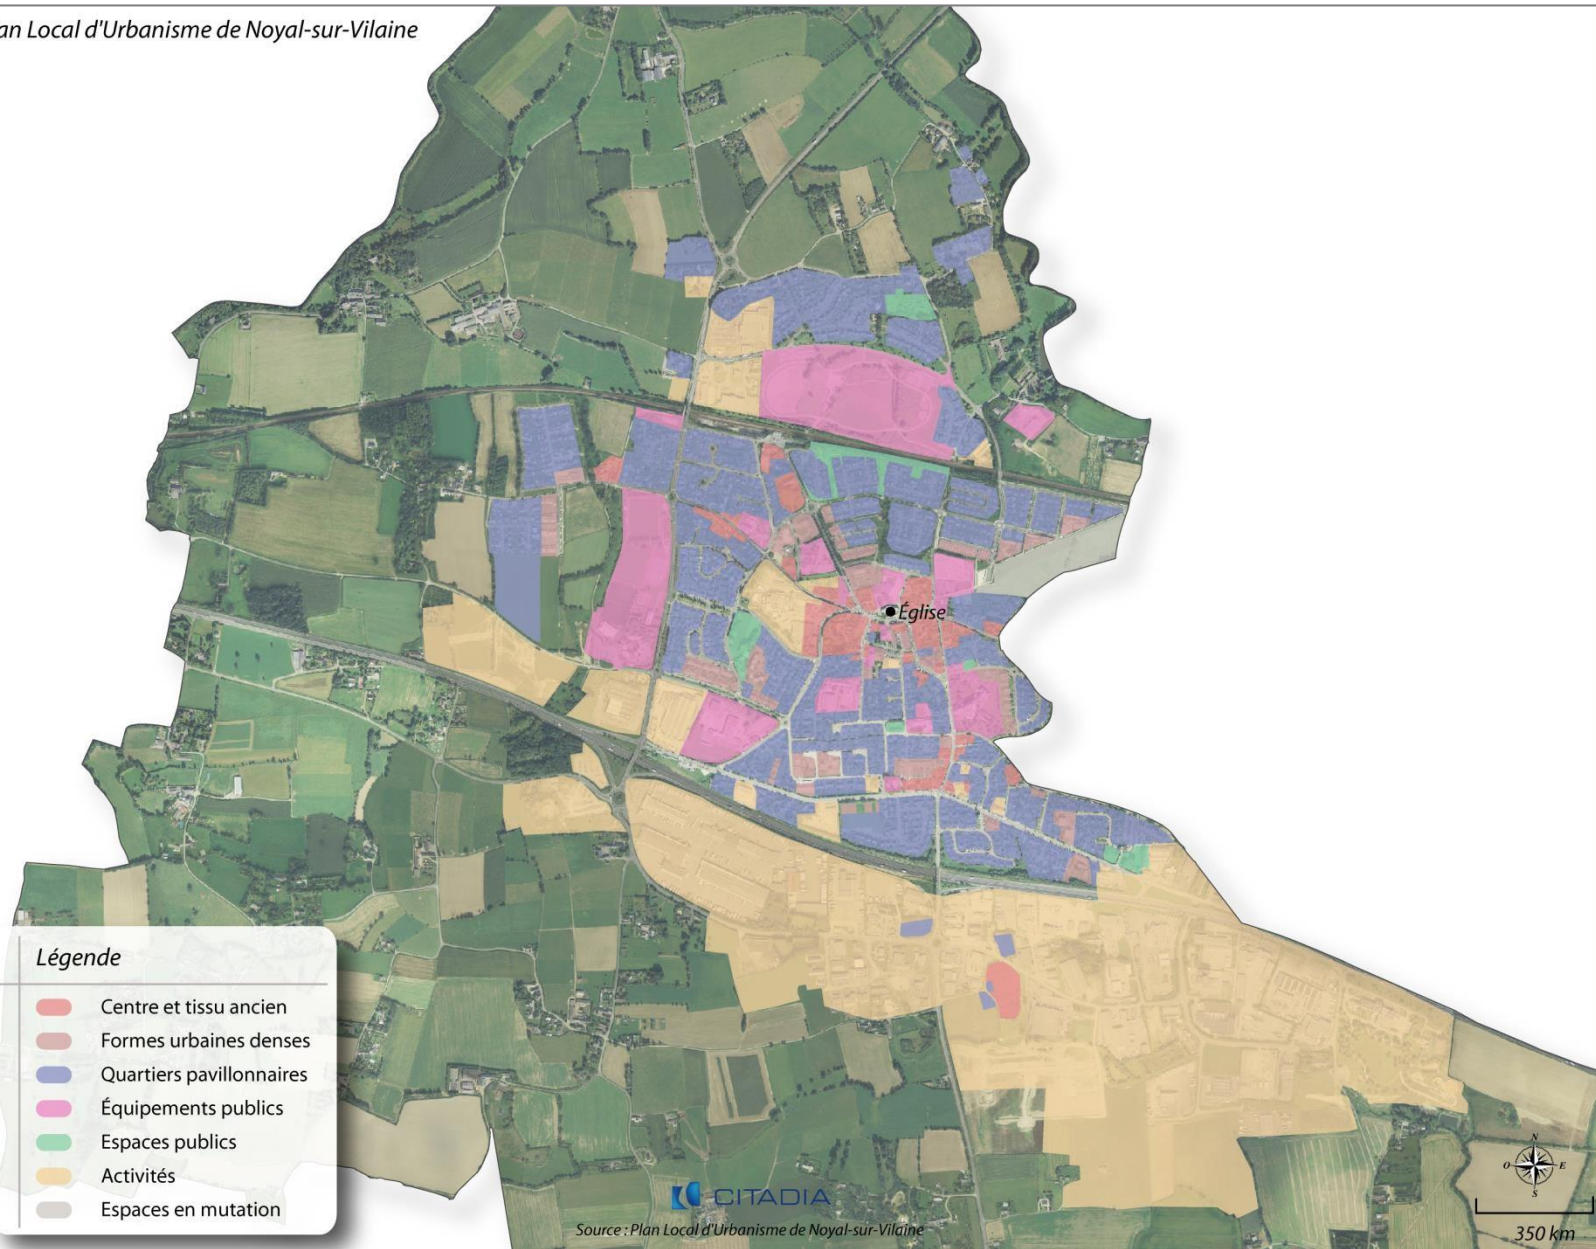 an Local d'Urbanisme de Noyal-sur-Vilaine
Église
Légende
Centre et tissu ancien
Formes urbaines denses
Quartiers pavillonnaires
Équipements publics
Espaces publics
Activités
Espaces en mutation
CITADIA
Source : Plan Local d'Urbanisme de Noyal-sur-Vilaine
N
O E
S
350 km